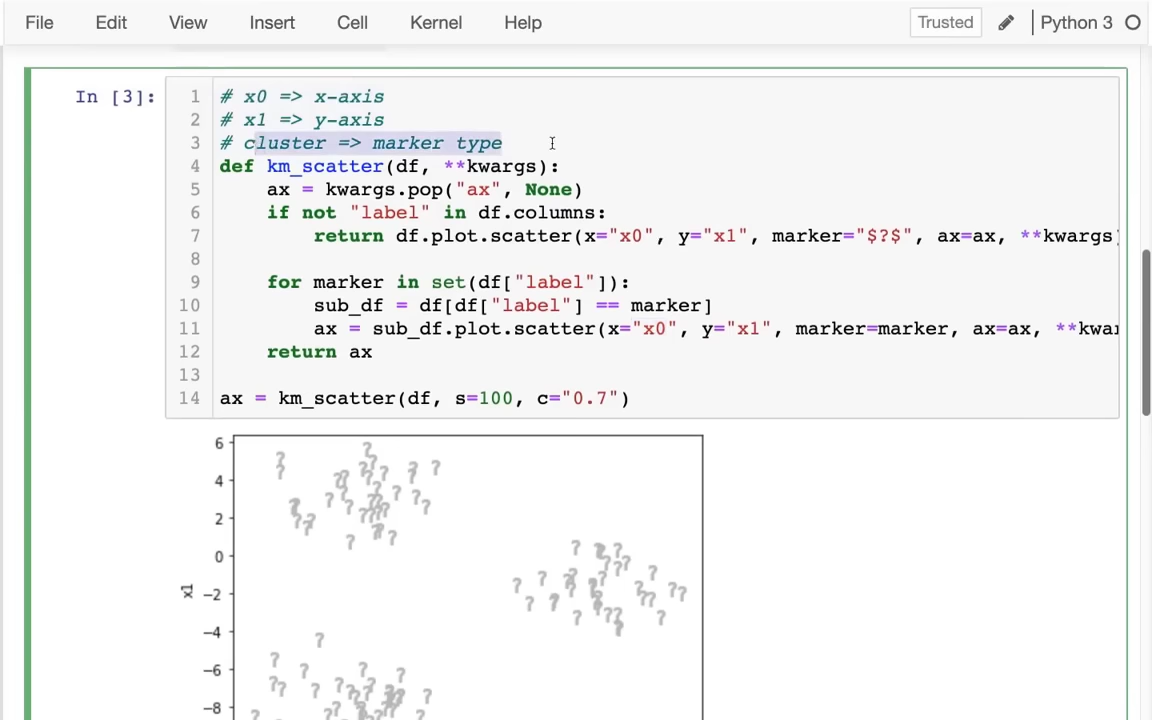 File Edit View Insert Cell Kernel Help Trusted Python 3
In [3]:
1 # x0 => x-axis
2 # x1 => y-axis
3 # cluster => marker type
4 def km_scatter(df, **kwargs):
5 ax = kwargs.pop("ax", None)
6 if not "label" in df.columns:
7 return df.plot.scatter(x="x0", y="x1", marker="$?$", ax=ax, **kwargs
8
9 for marker in set(df["label"]):
10 sub_df = df[df["label"] == marker]
11 ax = sub_df.plot.scatter(x="x0", y="x1", marker=marker, ax=ax, **kwar
12 return ax
13
14 ax = km_scatter(df, s=100, c="0.7")
6
4
2
0
−2
x1
−4
−6
−8